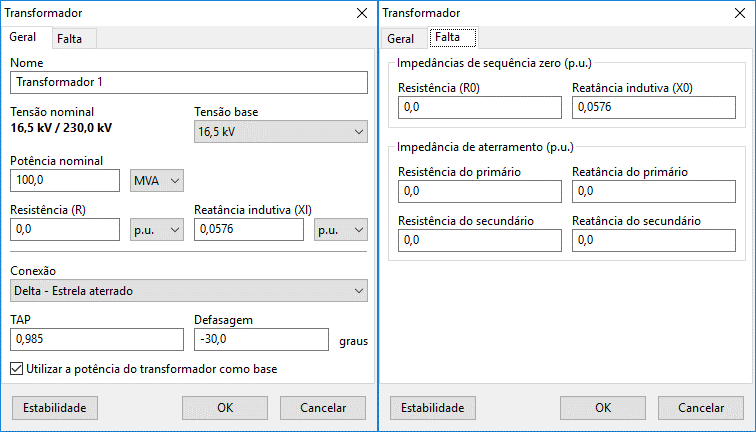 Transformador
Geral Falta
Nome
Transformador 1
Tensão nominal Tensão base
16,5 kV / 230,0 kV 16,5 kV
Potência nominal
100,0 MVA
Resistência (R) Reatância indutiva (Xl)
0,0 p.u. 0,0576 p.u.
Conexão
Delta - Estrela aterrado
TAP Defasagem
0,985 -30,0 graus
Utilizar a potência do transformador como base
Estabilidade OK Cancelar
Transformador
Geral Falta
Impedâncias de sequência zero (p.u.)
Resistência (R0) Reatância indutiva (X0)
0,0 0,0576
Impedância de aterramento (p.u.)
Resistência do primário Reatância do primário
0,0 0,0
Resistência do secundário Reatância do secundário
0,0 0,0
Estabilidade OK Cancelar